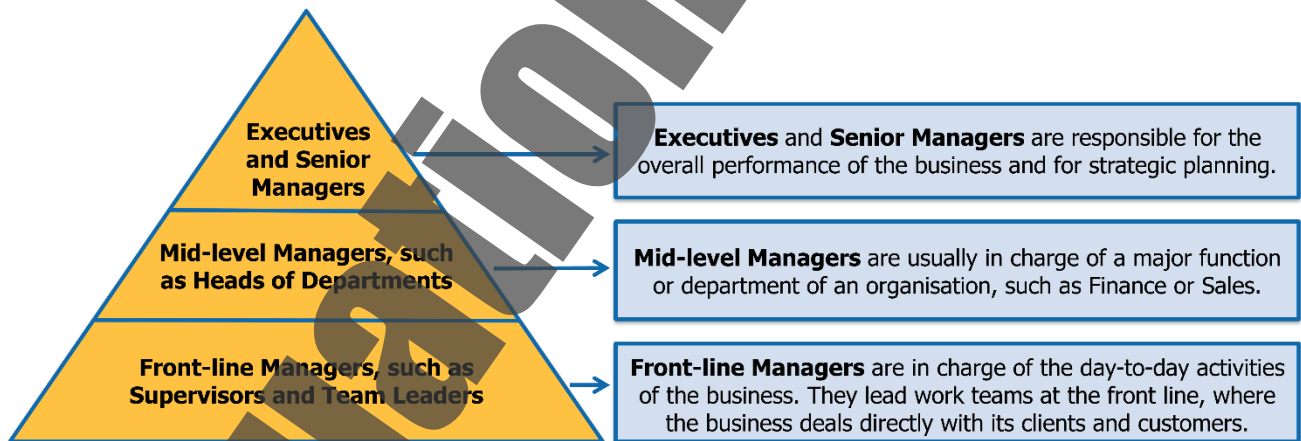 Executives
and Senior
Managers
Executives and Senior Managers are responsible for the
overall performance of the business and for strategic planning.
Mid-level Managers, such
as Heads of Departments
Mid-level Managers are usually in charge of a major function
or department of an organisation, such as Finance or Sales.
Front-line Managers, such as
Supervisors and Team Leaders
Front-line Managers are in charge of the day-to-day activities
of the business. They lead work teams at the front line, where
the business deals directly with its clients and customers.